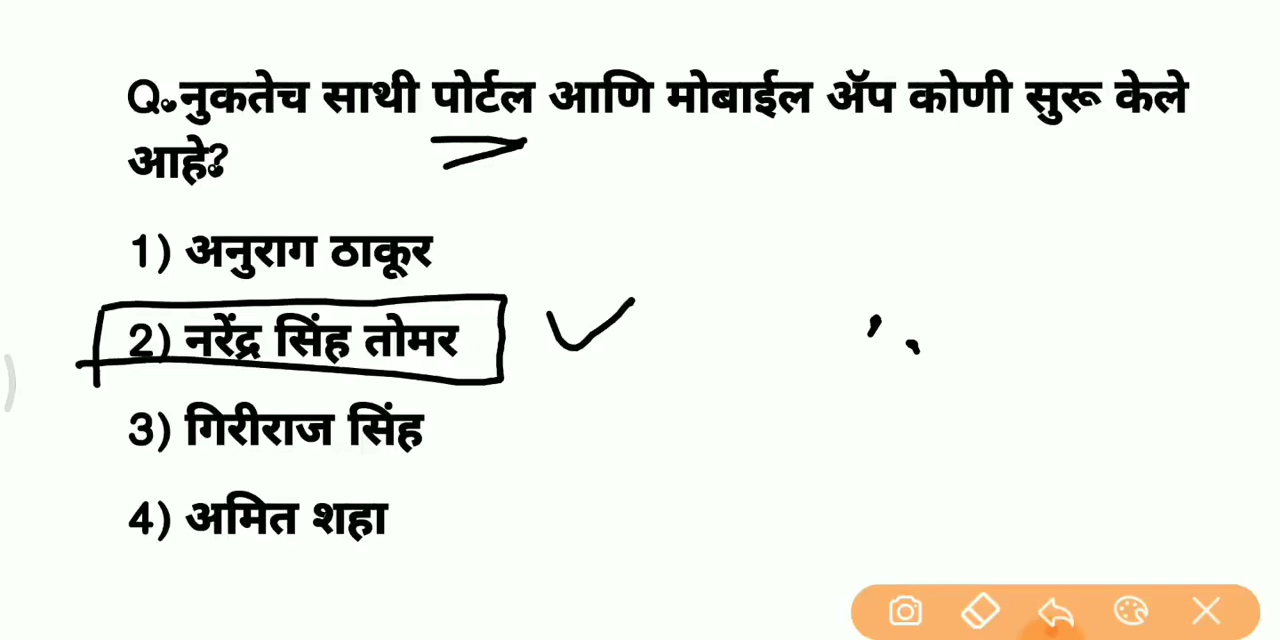 Q.नुकतेच साथी पोर्टल आणि मोबाईल ॲप कोणी सुरू केले
आहे?
1) अनुराग ठाकूर
2) नरेंद्र सिंह तोमर
3) गिरीराज सिंह
4) अमित शहा